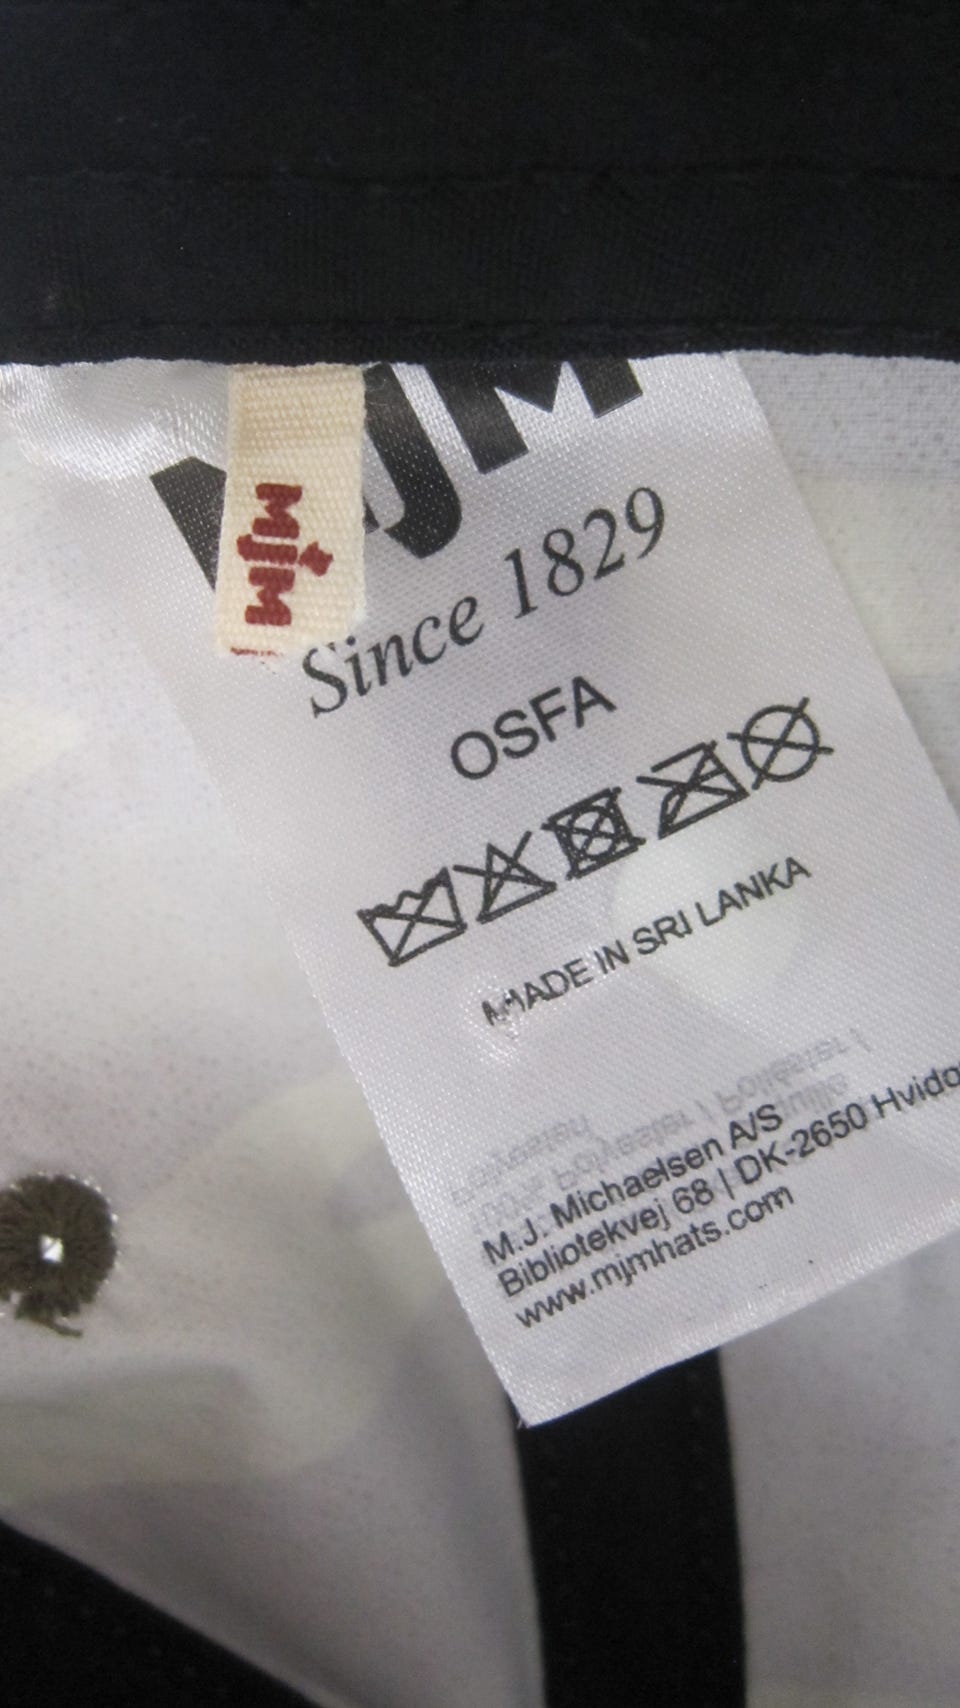 MJM
MJM
Since 1829
OSFA
MADE IN SRI LANKA
M.J. Michaelsen A/S
Bibliotekvej 68 | DK-2650 Hvido
www.mjmhats.com